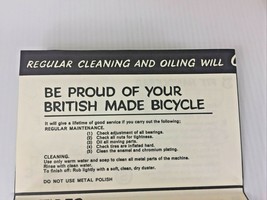 REGULAR CLEANING AND OILING WILL
BE PROUD OF YOUR
BRITISH MADE BICYCLE
It will give a lifetime of good service if you carry out the following;
REGULAR MAINTENANCE.
(1) Check adjustment of all bearings.
(2) Check all nuts for tightness.
(3) Oil all moving parts.
(4) Check tires are inflated hard.
(5) Clean the enamel and chromium plating.
CLEANING.
Use only warm water and soap to clean all metal parts of the machine.
Rinse with clean water.
To finish off: Rub lightly with a soft, clean, dry duster.
DO NOT USE METAL POLISH